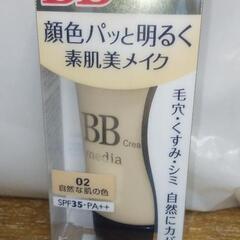 BB
顔色パッと明るく
素肌美メイク
毛穴・くすみ・シミ
自然にカバ
BB
Crea
media
02
自然な肌の色
SPF35・PA++